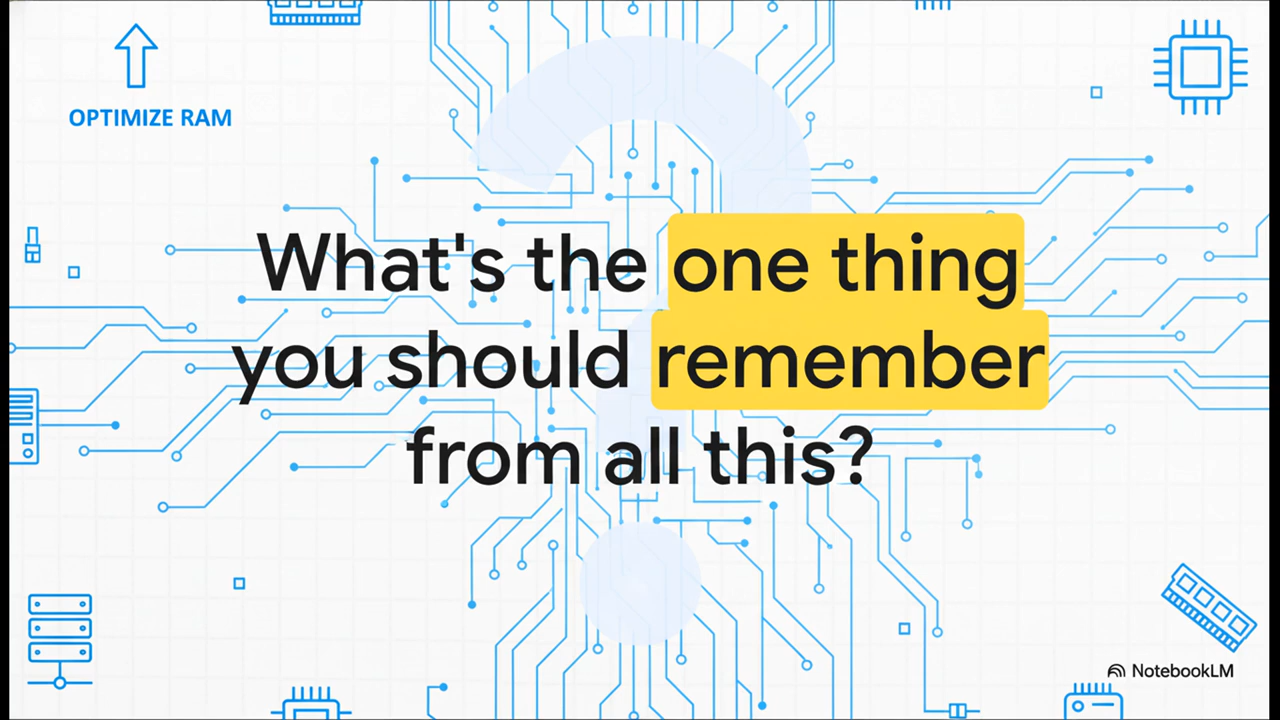 OPTIMIZE RAM
What's the one thing
you should remember
from all this?
NotebookLM